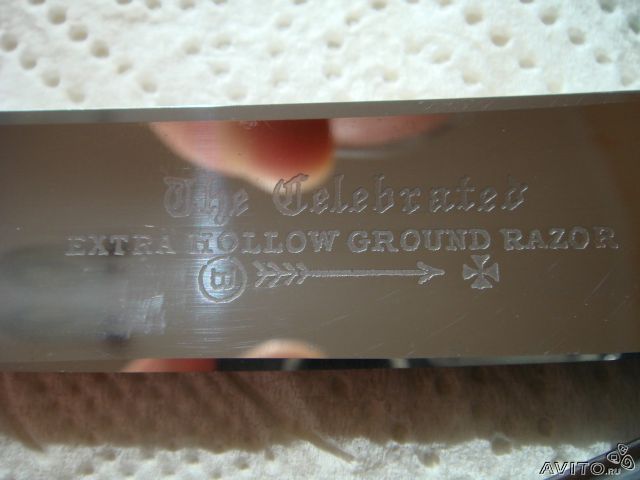 The Celebrated
EXTRA HOLLOW GROUND RAZOR
B
AVITO.ru